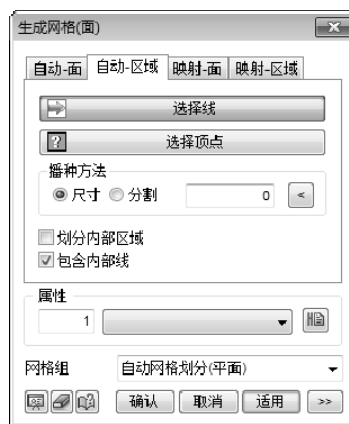 生成网格(面)
自动-面 自动-区域 映射-面 映射-区域
选择线
选择顶点
播种方法
尺寸 分割 0 <
划分内部区域
包含内部线
属性
1
网格组 自动网格划分(平面)
确认 取消 适用 >>